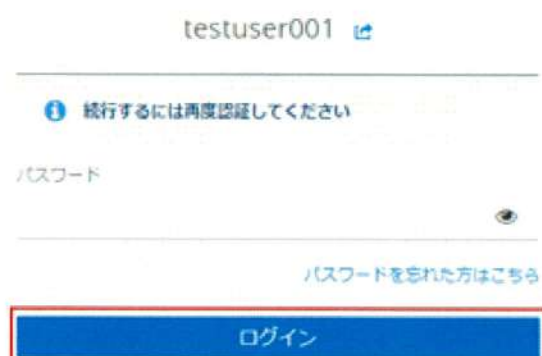 testuser001
続行するには再度認証してください
パスワード
パスワードを忘れた方はこちら
ログイン